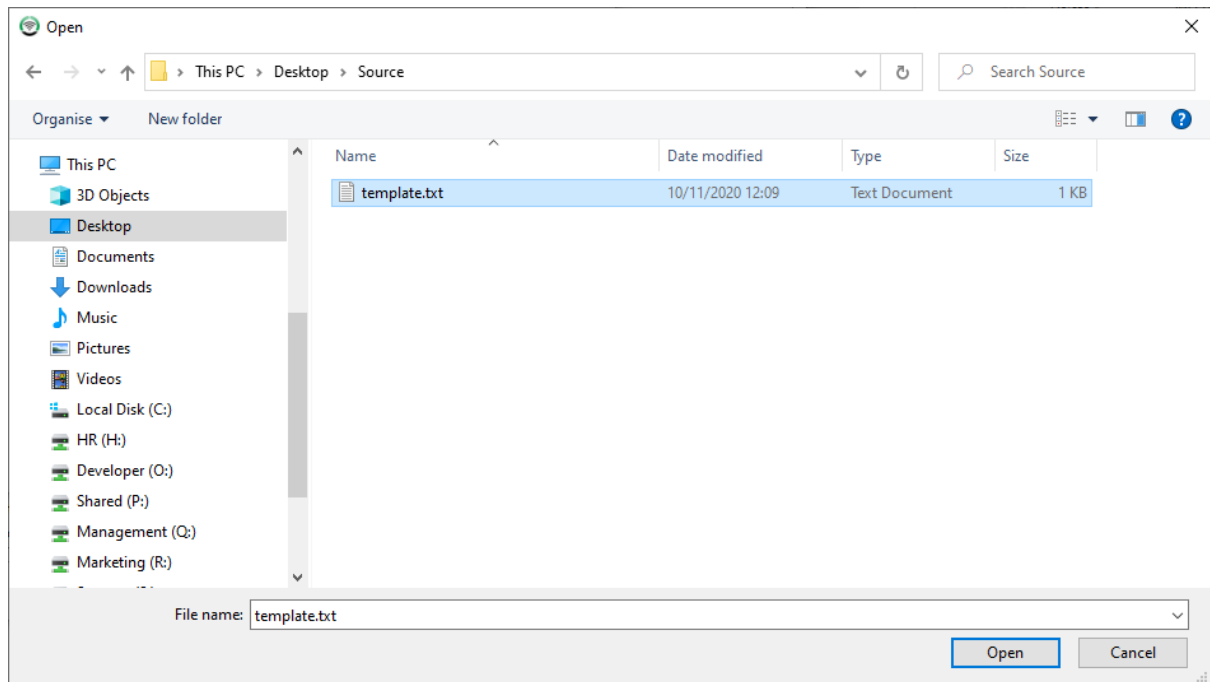 Open
This PC > Desktop > Source
Search Source
Organise
New folder
?
Name
Date modified
Type
Size
template.txt
10/11/2020 12:09
Text Document
1 KB
This PC
3D Objects
Desktop
Documents
Downloads
Music
Pictures
Videos
Local Disk (C:)
HR (H:)
Developer (O:)
Shared (P:)
Management (Q:)
Marketing (R:)
File name: template.txt
Open
Cancel